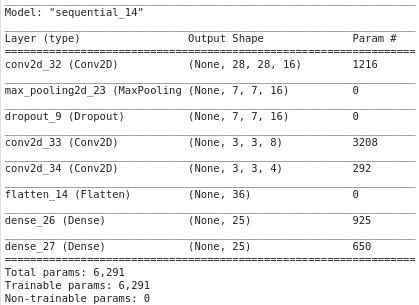 Model: "sequential_14"
Layer (type) Output Shape Param #
conv2d_32 (Conv2D) (None, 28, 28, 16) 1216
max_pooling2d_23 (MaxPooling (None, 7, 7, 16) 0
dropout_9 (Dropout) (None, 7, 7, 16) 0
conv2d_33 (Conv2D) (None, 3, 3, 8) 3208
conv2d_34 (Conv2D) (None, 3, 3, 4) 292
flatten_14 (Flatten) (None, 36) 0
dense_26 (Dense) (None, 25) 925
dense_27 (Dense) (None, 25) 650
Total params: 6,291
Trainable params: 6,291
Non-trainable params: 0